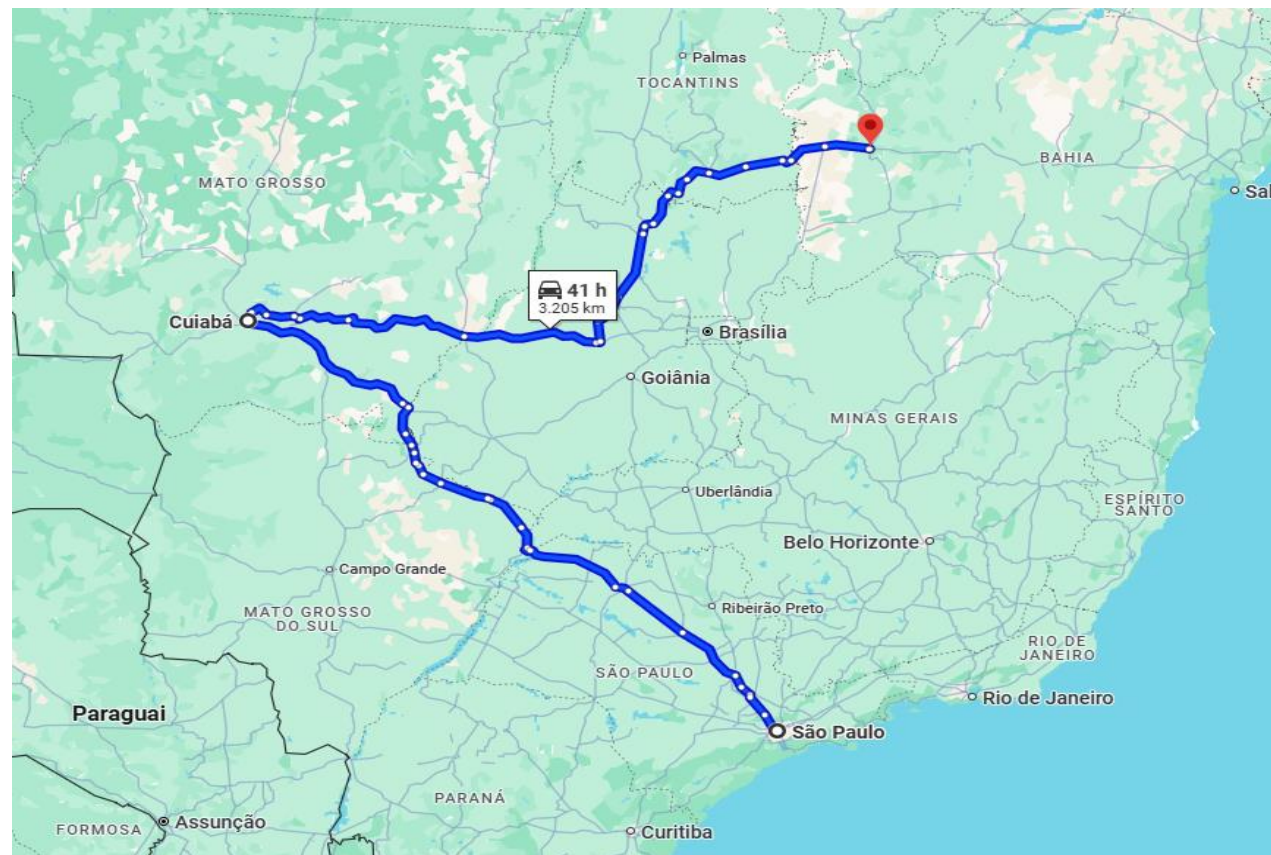 Palmas
TOCANTINS
BAHIA
MATO GROSSO
Sal
41 h
3.205 km
Cuiabá
Brasília
Goiânia
MINAS GERAIS
Uberlândia
ESPÍRITO
SANTO
Belo Horizonte
Campo Grande
MATO GROSSO
DO SUL
Ribeirão Preto
RIO DE
JANEIRO
SÃO PAULO
Rio de Janeiro
Paraguai
São Paulo
PARANÁ
FORMOSA
Assunção
Curitiba